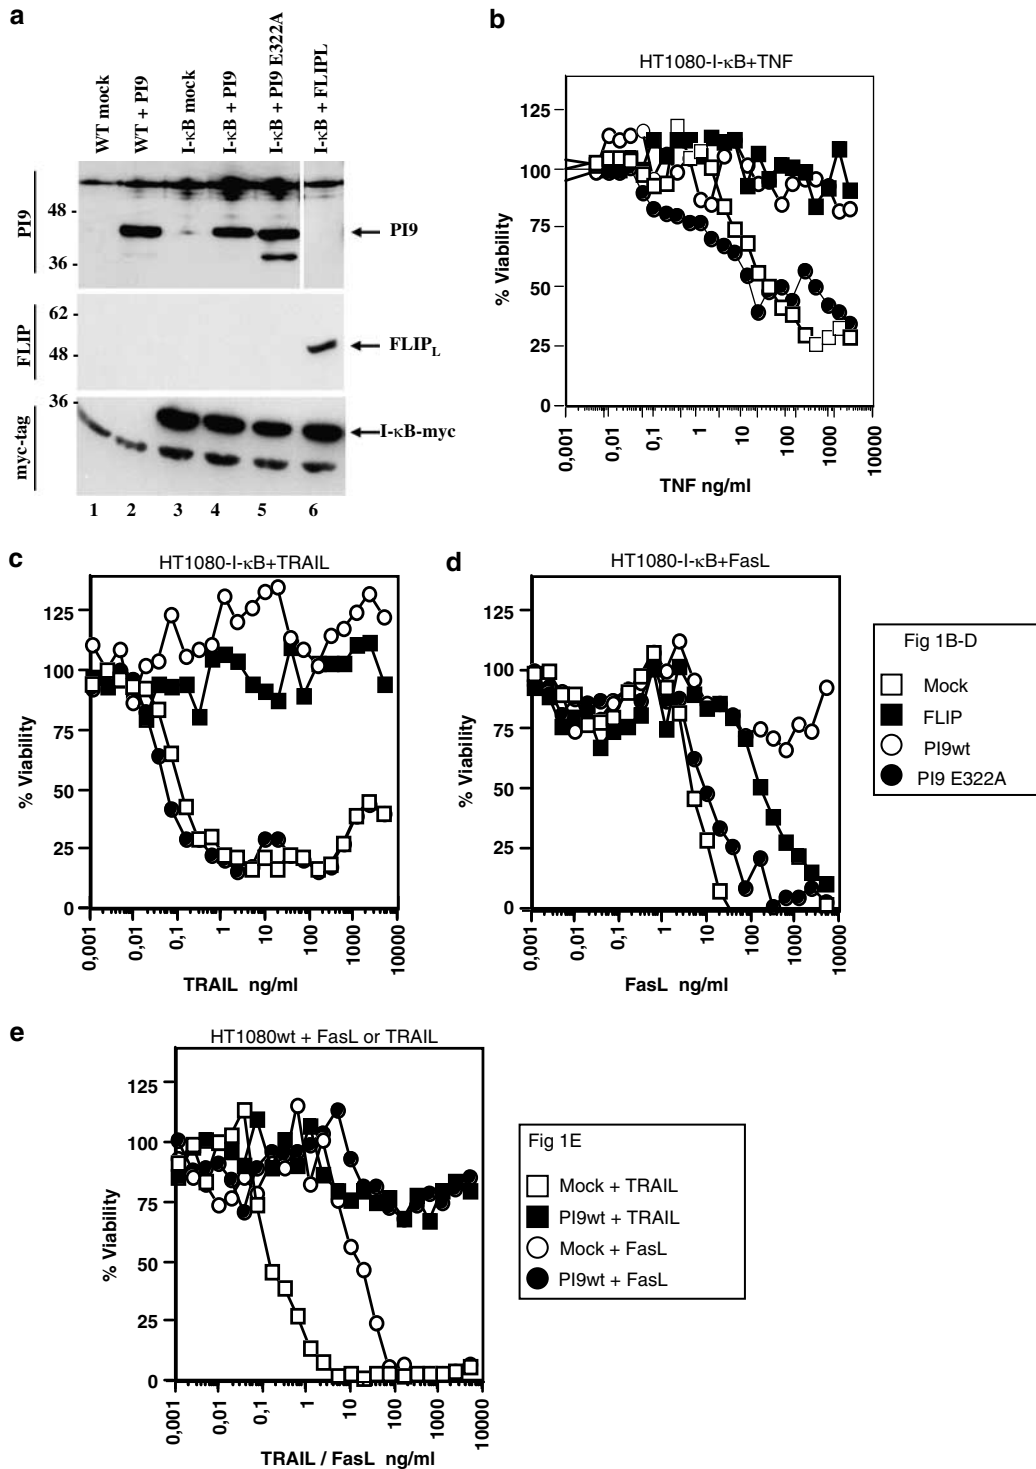 a
WT mock
WT + PI9
I-κB mock
I-κB + PI9
I-κB + PI9 E322A
I-κB + FLIPL
PI9
48 -
36 -
PI9
FLIP
62 -
48 -
FLIPL
myc-tag
36 -
I-κB-myc
1 2 3 4 5 6
b
HT1080-I-κB+TNF
% Viability
125
100
75
50
25
0
0,001
0,01
0,1
1
10
100
1000
10000
TNF ng/ml
c
HT1080-I-κB+TRAIL
% Viability
125
100
75
50
25
0
0,001
0,01
0,1
1
10
100
1000
10000
TRAIL ng/ml
d
HT1080-I-κB+FasL
% Viability
125
100
75
50
25
0
0,001
0,01
0,1
1
10
100
1000
10000
FasL ng/ml
Fig 1B-D
Mock
FLIP
PI9wt
PI9 E322A
e
HT1080wt + FasL or TRAIL
% Viability
125
100
75
50
25
0
0,001
0,01
0,1
1
10
100
1000
10000
TRAIL / FasL ng/ml
Fig 1E
Mock + TRAIL
PI9wt + TRAIL
Mock + FasL
PI9wt + FasL